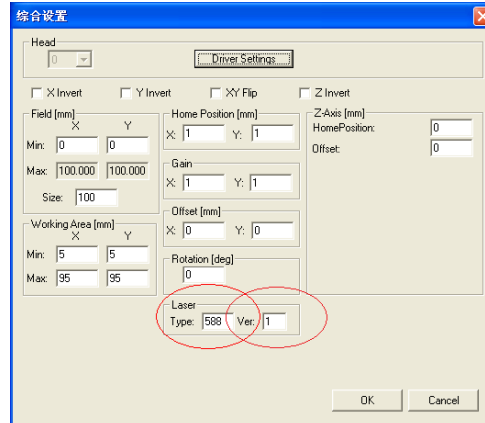 综合设置
Head
0
Driver Settings
X Invert
Y Invert
XY Flip
Z Invert
Field [mm]
X Y
Min: 0 0
Max: 100.000 100.000
Size: 100
Working Area [mm]
X Y
Min: 5 5
Max: 95 95
Home Position [mm]
X: 1 Y: 1
Gain
X: 1 Y: 1
Offset [mm]
X: 0 Y: 0
Rotation [deg]
0
Laser
Type: 588 Ver: 1
Z-Axis [mm]
HomePosition: 0
Offset: 0
OK Cancel